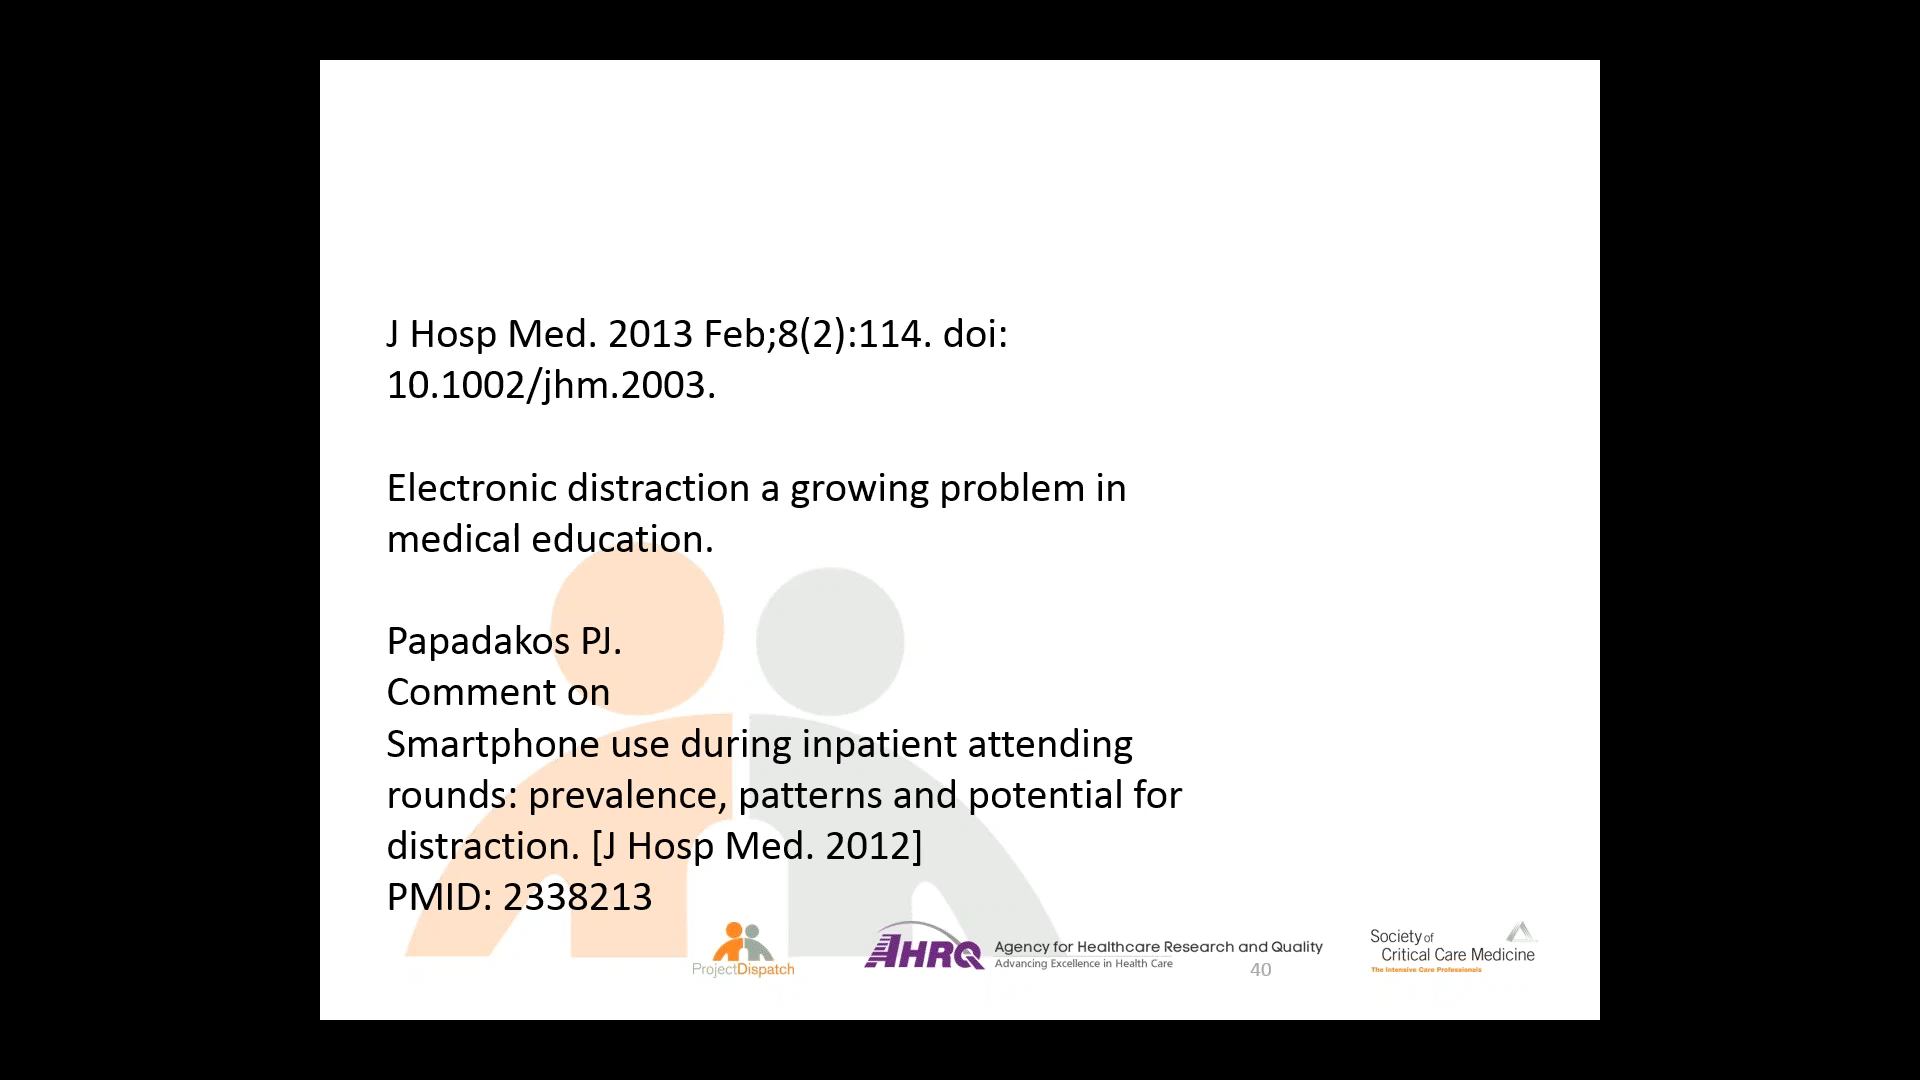 J Hosp Med. 2013 Feb;8(2):114. doi:
10.1002/jhm.2003.
Electronic distraction a growing problem in
medical education.
Papadakos PJ.
Comment on
Smartphone use during inpatient attending
rounds: prevalence, patterns and potential for
distraction. [J Hosp Med. 2012]
PMID: 2338213
ProjectDispatch
AHRQ
Agency for Healthcare Research and Quality
Advancing Excellence in Health Care
40
Society of
Critical Care Medicine
The Intensive Care Professionals